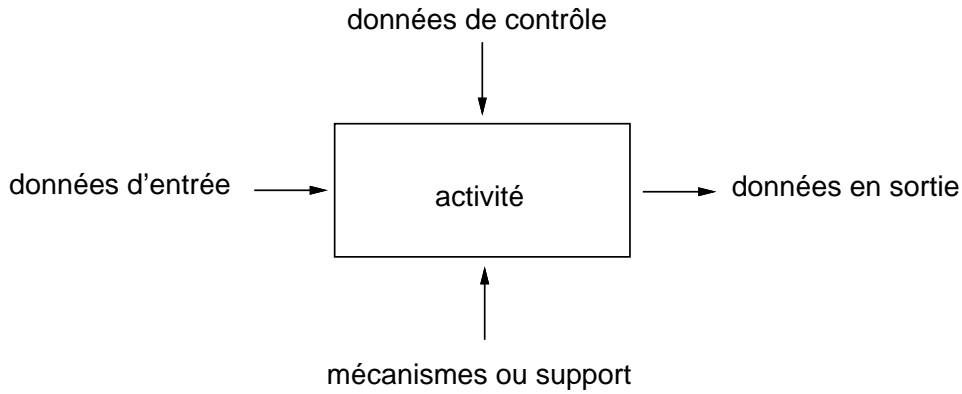 données de contrôle
données d'entrée
activité
données en sortie
mécanismes ou support